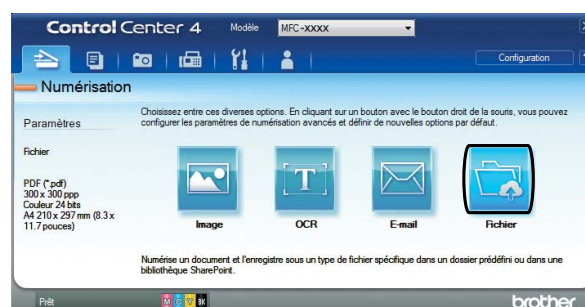 Control Center 4 Modèle MFC-XXXX
Configuration
Numérisation
Choisissez entre ces diverses options. En cliquant sur un bouton avec le bouton droit de la souris, vous pouvez
configurer les paramètres de numérisation avancés et définir de nouvelles options par défaut.
Paramètres
Fichier
PDF (*.pdf)
300 x 300 ppp
Couleur 24 bits
A4 210 x 297 mm (8.3 x
11.7 pouces)
T
Image OCR E-mail Fichier
Numérise un document et l'enregistre sous un type de fichier spécifique dans un dossier prédéfini ou dans une
bibliothèque SharePoint.
Prêt M C Y BK brother